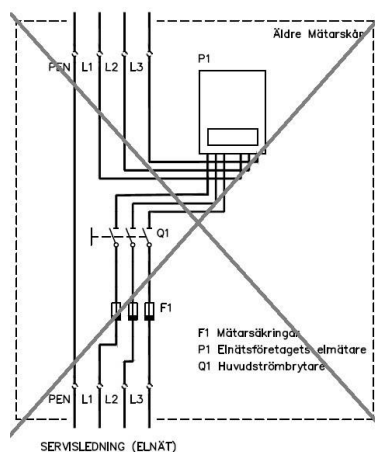 Äldre Mätarskåp
P1
PEN L1 L2 L3
Q1
F1
F1 Mätarsäkringar
P1 Elnätsföretagets elmätare
Q1 Huvudströmbrytare
PEN L1 L2 L3
SERVISLEDNING (ELNÄT)